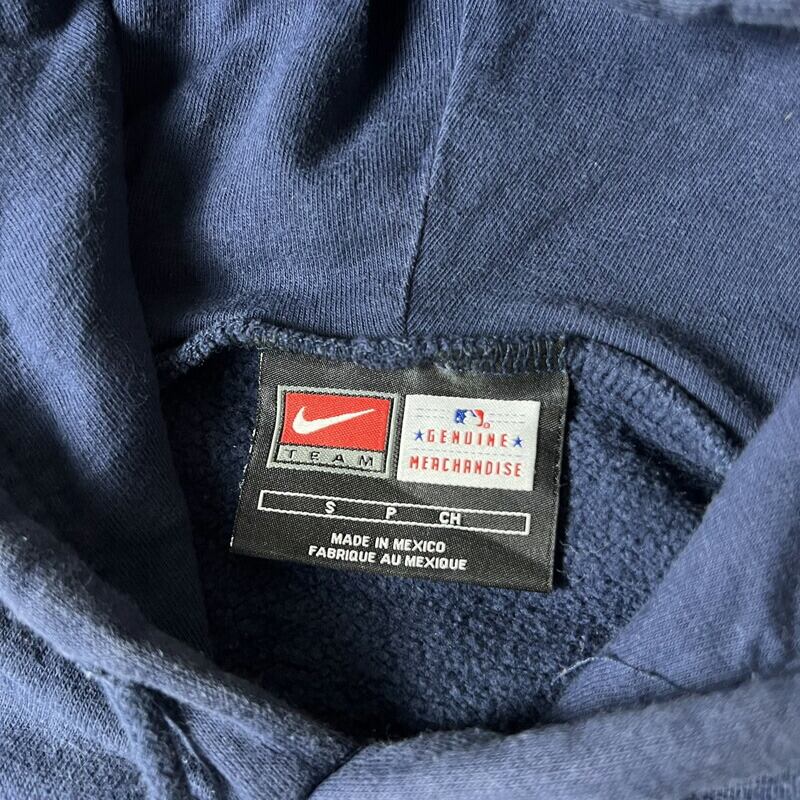 TEAM
GENUINE
MERCHANDISE
S P CH
MADE IN MEXICO
FABRIQUE AU MEXIQUE